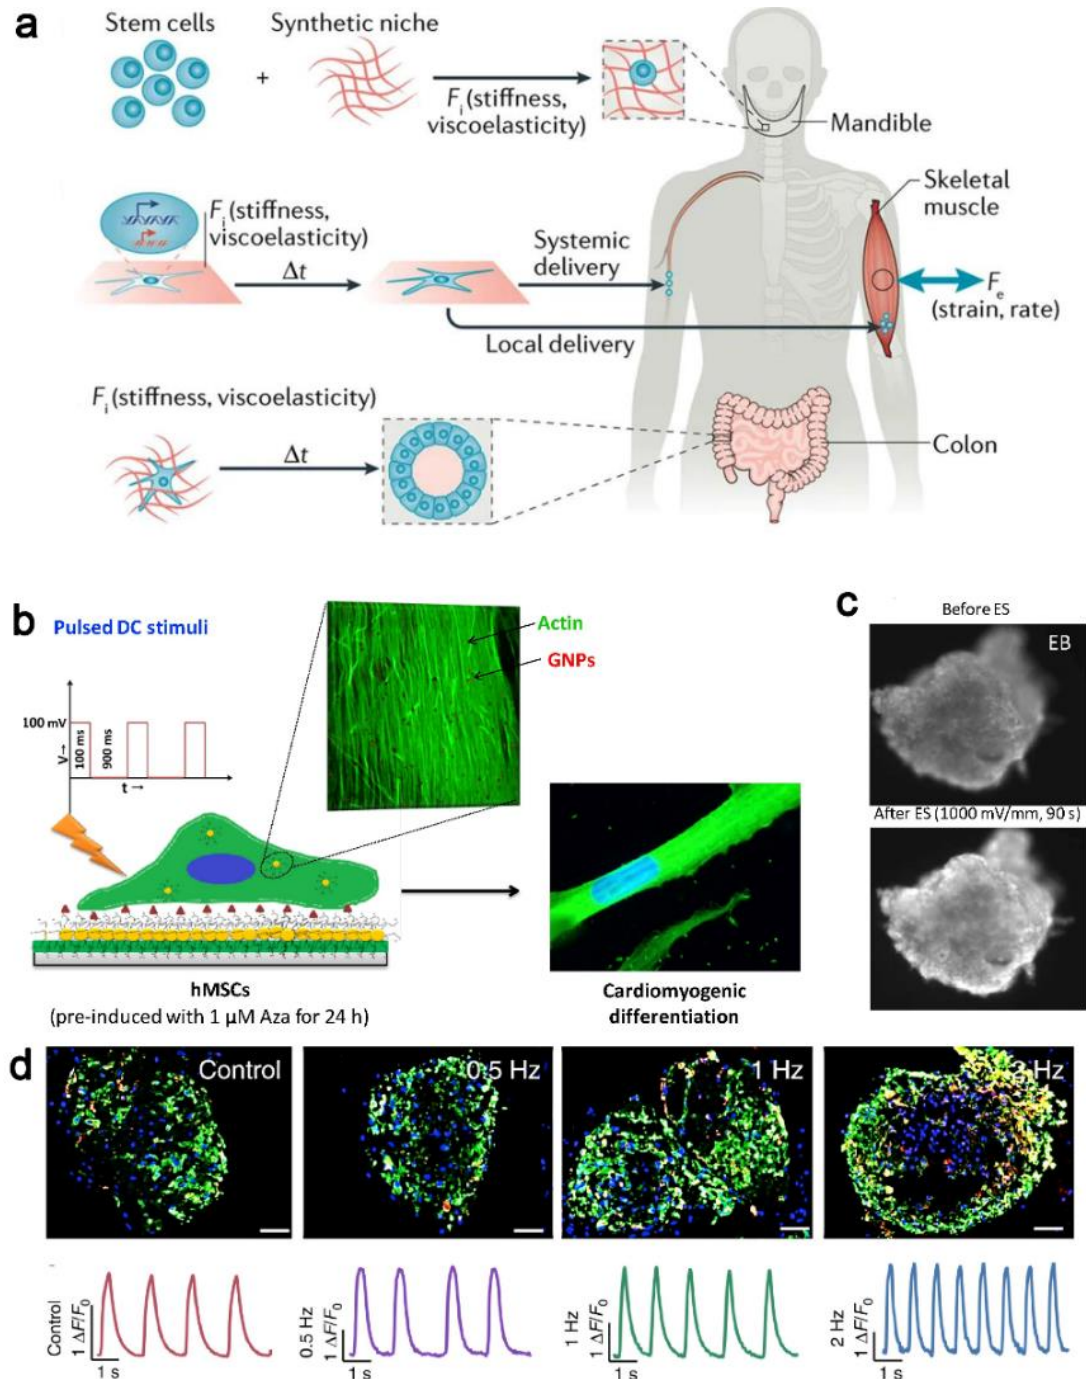 a
Stem cells
Synthetic niche
+
Fi (stiffness,
viscoelasticity)
Mandible
Skeletal
muscle
Fi (stiffness,
viscoelasticity)
Δt
Systemic
delivery
Fe
(strain, rate)
Local delivery
Fi (stiffness, viscoelasticity)
Δt
Colon
b
Pulsed DC stimuli
Actin
GNPs
100 mV
V→
100 ms
900 ms
t →
hMSCs
(pre-induced with 1 µM Aza for 24 h)
Cardiomyogenic
differentiation
c
Before ES
EB
After ES (1000 mV/mm, 90 s)
d
Control
0.5 Hz
1 Hz
2 Hz
Control
1 ΔF/F0
1 s
0.5 Hz
1 ΔF/F0
1 s
1 Hz
1 ΔF/F0
1 s
2 Hz
1 ΔF/F0
1 s